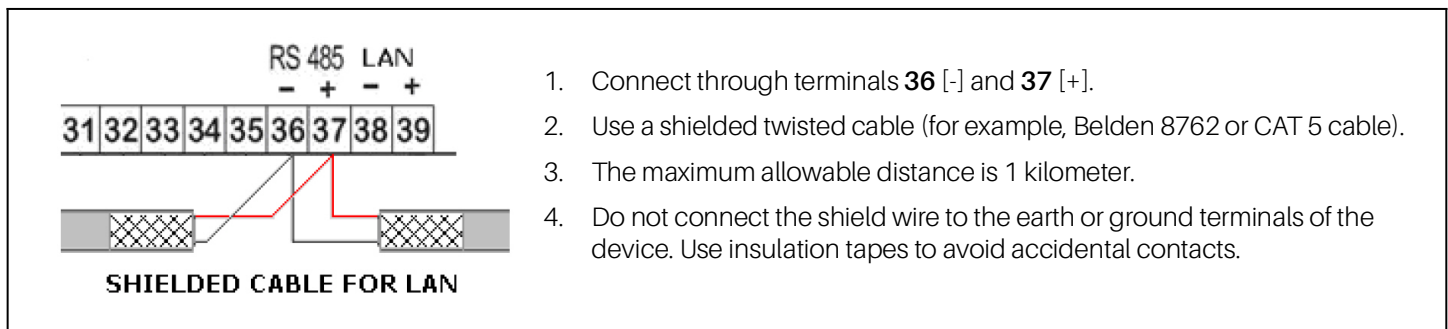 RS 485 LAN
– + – +
31 32 33 34 35 36 37 38 39
SHIELDED CABLE FOR LAN
1. Connect through terminals 36 [-] and 37 [+].
2. Use a shielded twisted cable (for example, Belden 8762 or CAT 5 cable).
3. The maximum allowable distance is 1 kilometer.
4. Do not connect the shield wire to the earth or ground terminals of the
device. Use insulation tapes to avoid accidental contacts.